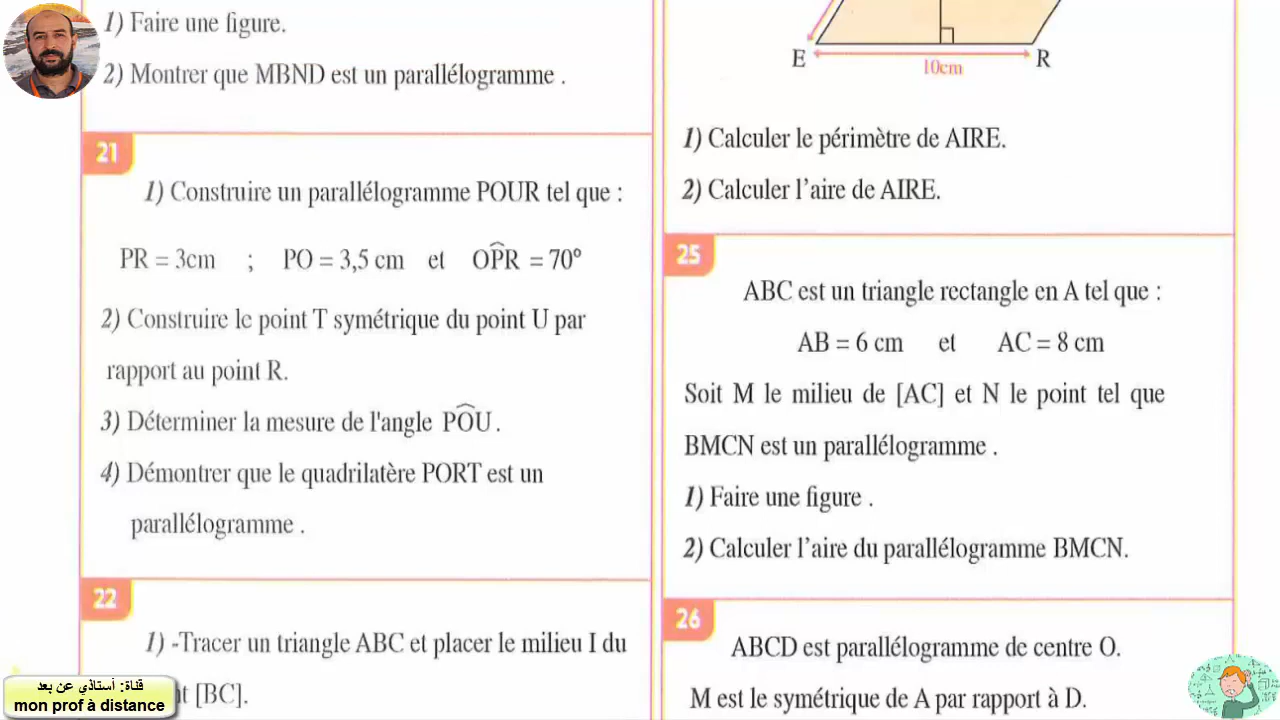 1) Faire une figure.
2) Montrer que MBND est un parallélogramme .
21
1) Construire un parallélogramme POUR tel que :
PR = 3cm ; PO = 3,5 cm et OP̂R = 70°
2) Construire le point T symétrique du point U par
rapport au point R.
3) Déterminer la mesure de l'angle PÔU .
4) Démontrer que le quadrilatère PORT est un
parallélogramme .
22
1) -Tracer un triangle ABC et placer le milieu I du
[BC].
قناة: أستاذي عن بعد
mon prof à distance
E
10cm
R
1) Calculer le périmètre de AIRE.
2) Calculer l’aire de AIRE.
25
ABC est un triangle rectangle en A tel que :
AB = 6 cm et AC = 8 cm
Soit M le milieu de [AC] et N le point tel que
BMCN est un parallélogramme .
1) Faire une figure .
2) Calculer l’aire du parallélogramme BMCN.
26
ABCD est parallélogramme de centre O.
M est le symétrique de A par rapport à D.